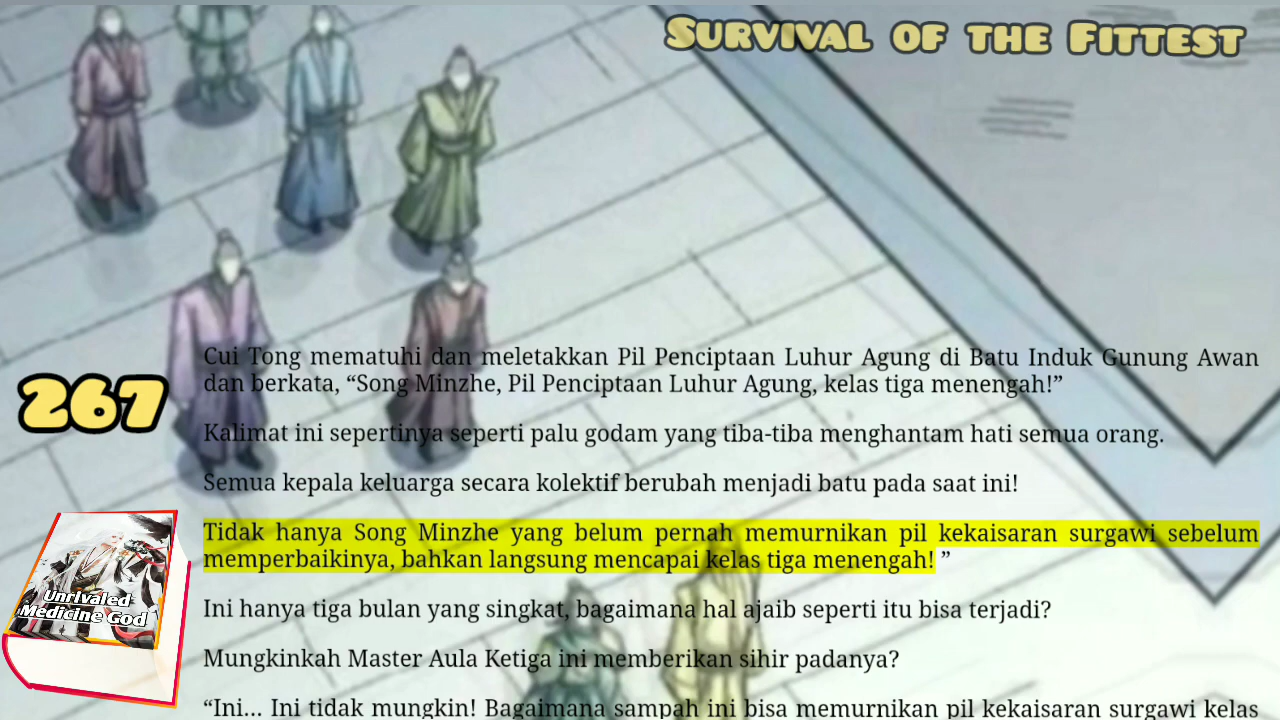 Survival of the Fittest
Cui Tong mematuhi dan meletakkan Pil Penciptaan Luhur Agung di Batu Induk Gunung Awan
dan berkata, “Song Minzhe, Pil Penciptaan Luhur Agung, kelas tiga menengah!”
267
Kalimat ini sepertinya seperti palu godam yang tiba-tiba menghantam hati semua orang.
Semua kepala keluarga secara kolektif berubah menjadi batu pada saat ini!
Tidak hanya Song Minzhe yang belum pernah memurnikan pil kekaisaran surgawi sebelum
memperbaikinya, bahkan langsung mencapai kelas tiga menengah! ”
Ini hanya tiga bulan yang singkat, bagaimana hal ajaib seperti itu bisa terjadi?
Mungkinkah Master Aula Ketiga ini memberikan sihir padanya?
“Ini... Ini tidak mungkin! Bagaimana sampah ini bisa memurnikan pil kekaisaran surgawi kelas
Unrivaled
Medicine God